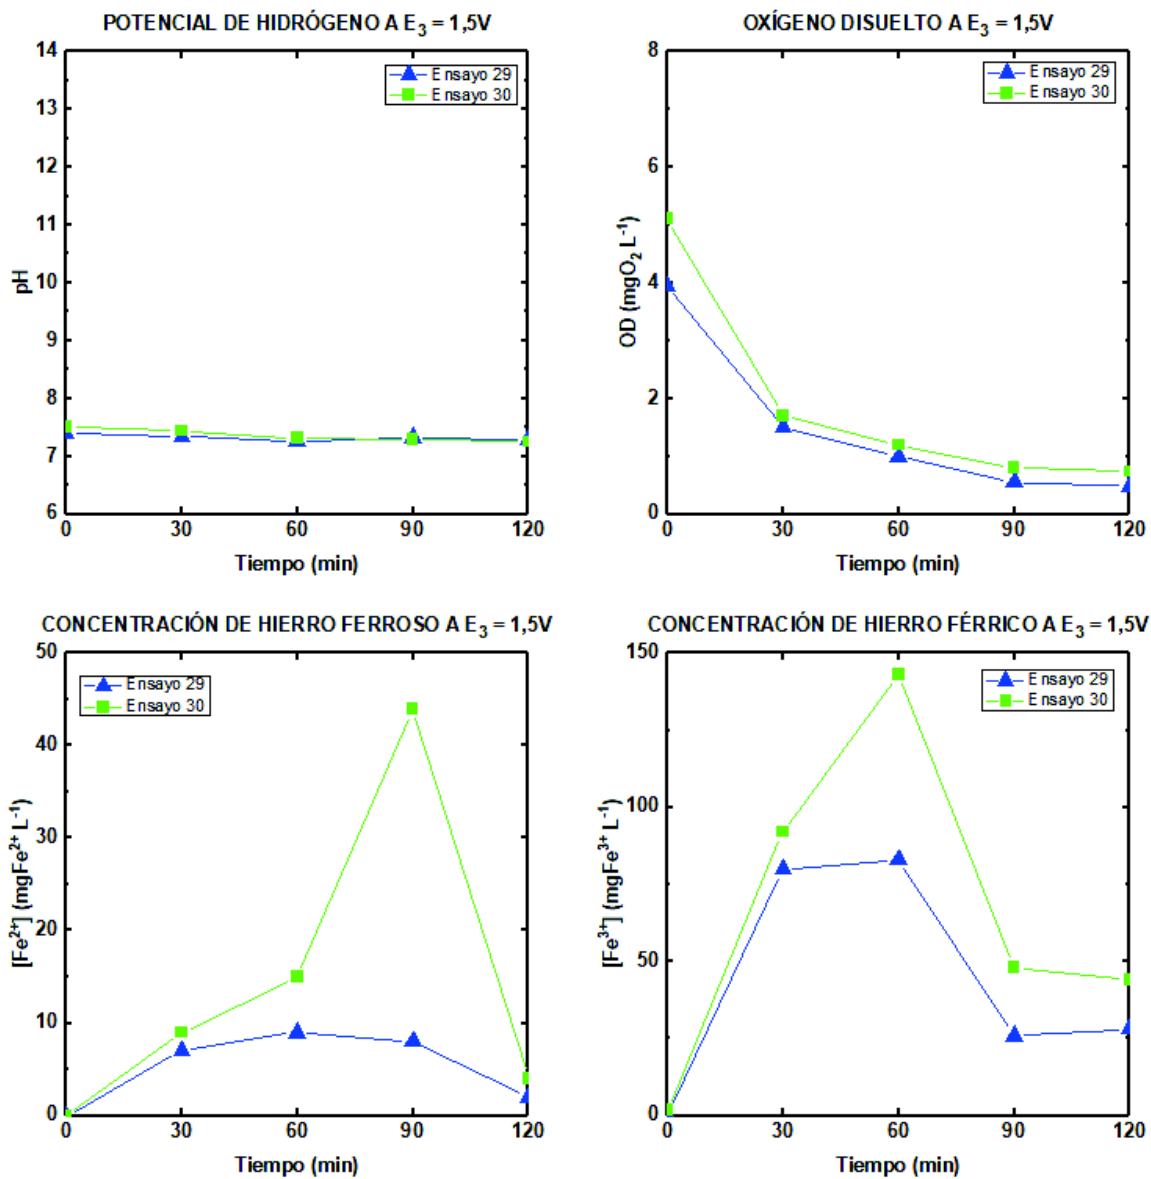 POTENCIAL DE HIDRÓGENO A E3 = 1,5V
14
13
12
11
10
9
8
7
6
pH
Ensayo 29
Ensayo 30
0 30 60 90 120
Tiempo (min)
OXÍGENO DISUELTO A E3 = 1,5V
8
6
4
2
0
OD (mgO2 L-1)
Ensayo 29
Ensayo 30
0 30 60 90 120
Tiempo (min)
CONCENTRACIÓN DE HIERRO FERROSO A E3 = 1,5V
50
40
30
20
10
0
[Fe2+] (mgFe2+ L-1)
Ensayo 29
Ensayo 30
0 30 60 90 120
Tiempo (min)
CONCENTRACIÓN DE HIERRO FÉRRICO A E3 = 1,5V
150
100
50
0
[Fe3+] (mgFe3+ L-1)
Ensayo 29
Ensayo 30
0 30 60 90 120
Tiempo (min)